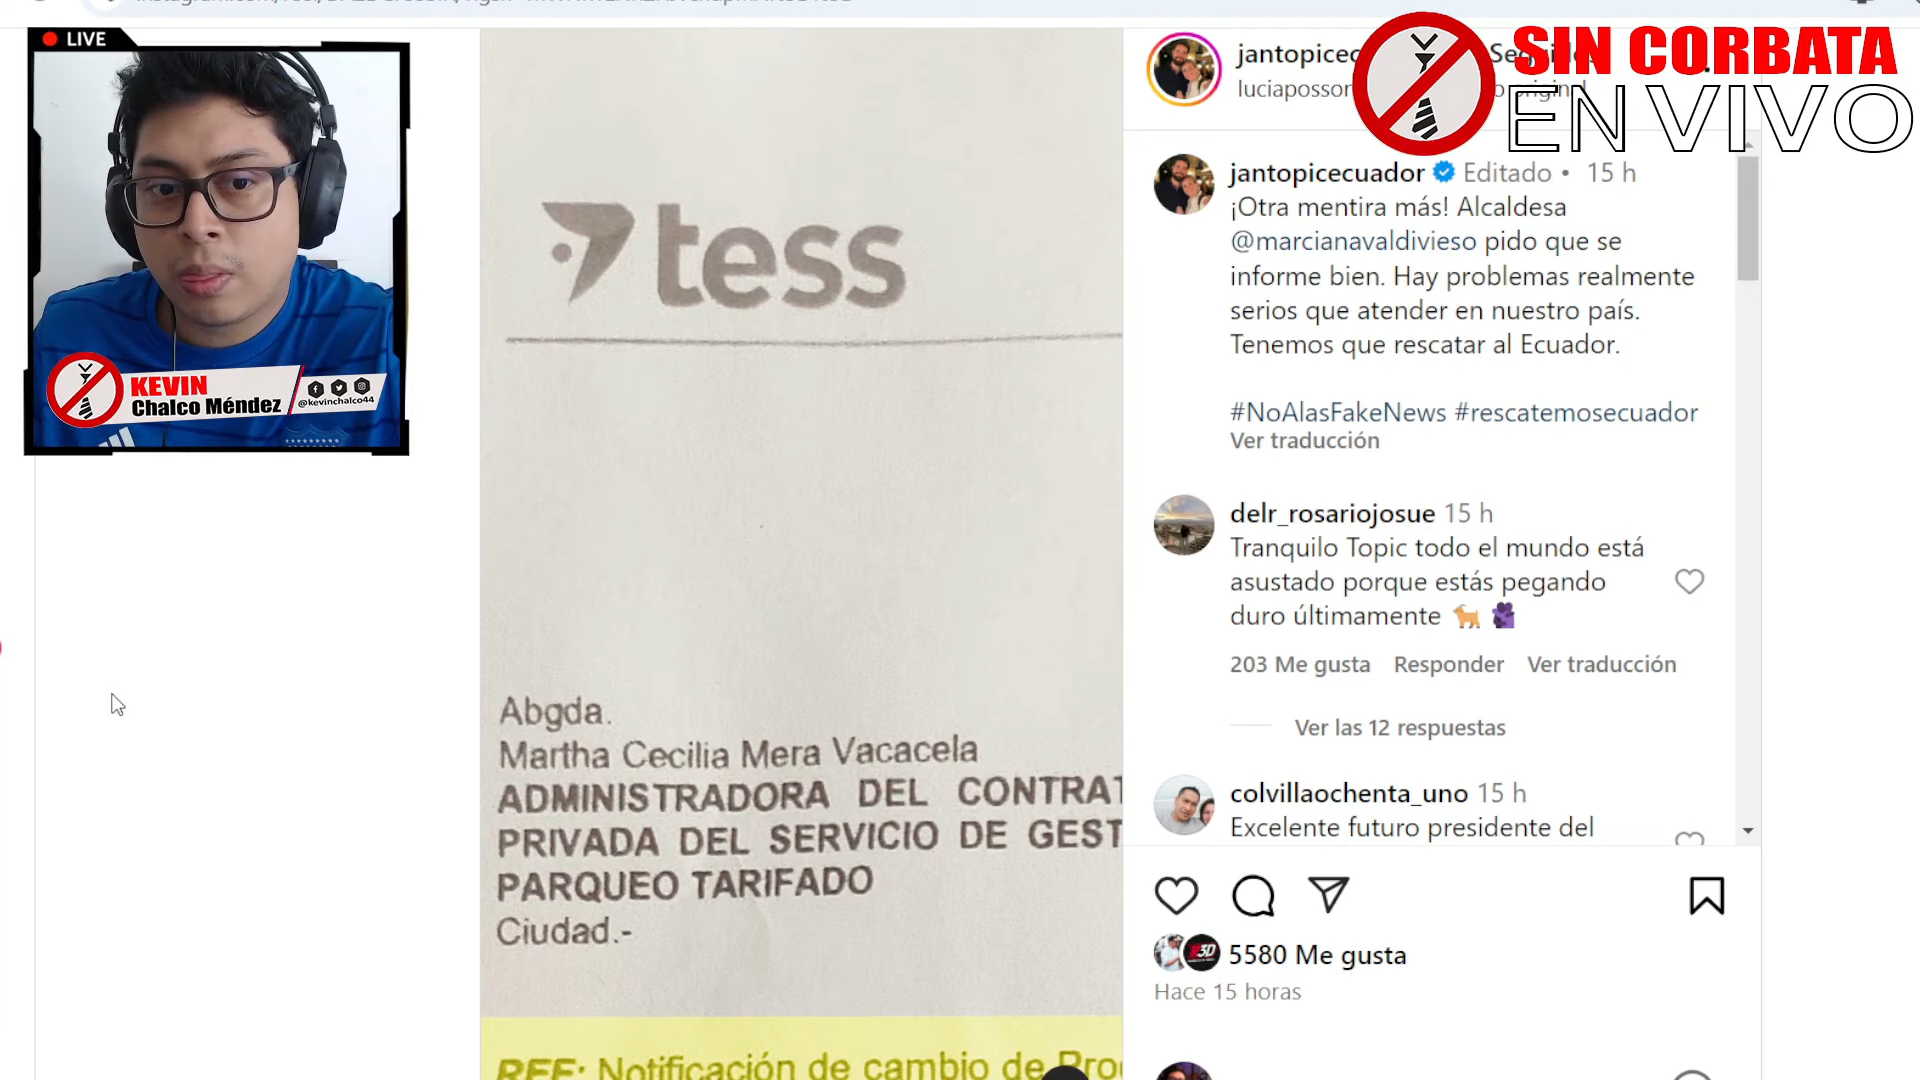 LIVE
KEVIN
Chalco Méndez
@kevinchalco44
SIN CORBATA
EN VIVO
tess
Abgda.
Martha Cecilia Mera Vacacela
ADMINISTRADORA DEL CONTRAT
PRIVADA DEL SERVICIO DE GEST
PARQUEO TARIFADO
Ciudad.-
REF: Notificación de cambio de Pro
jantopicecuador Editado • 15 h
¡Otra mentira más! Alcaldesa
@marcianavaldivieso pido que se
informe bien. Hay problemas realmente
serios que atender en nuestro país.
Tenemos que rescatar al Ecuador.
#NoAlasFakeNews #rescatemosecuador
Ver traducción
delr_rosariojosue 15 h
Tranquilo Topic todo el mundo está
asustado porque estás pegando
duro últimamente
203 Me gusta Responder Ver traducción
Ver las 12 respuestas
colvillaochenta_uno 15 h
Excelente futuro presidente del
5580 Me gusta
Hace 15 horas